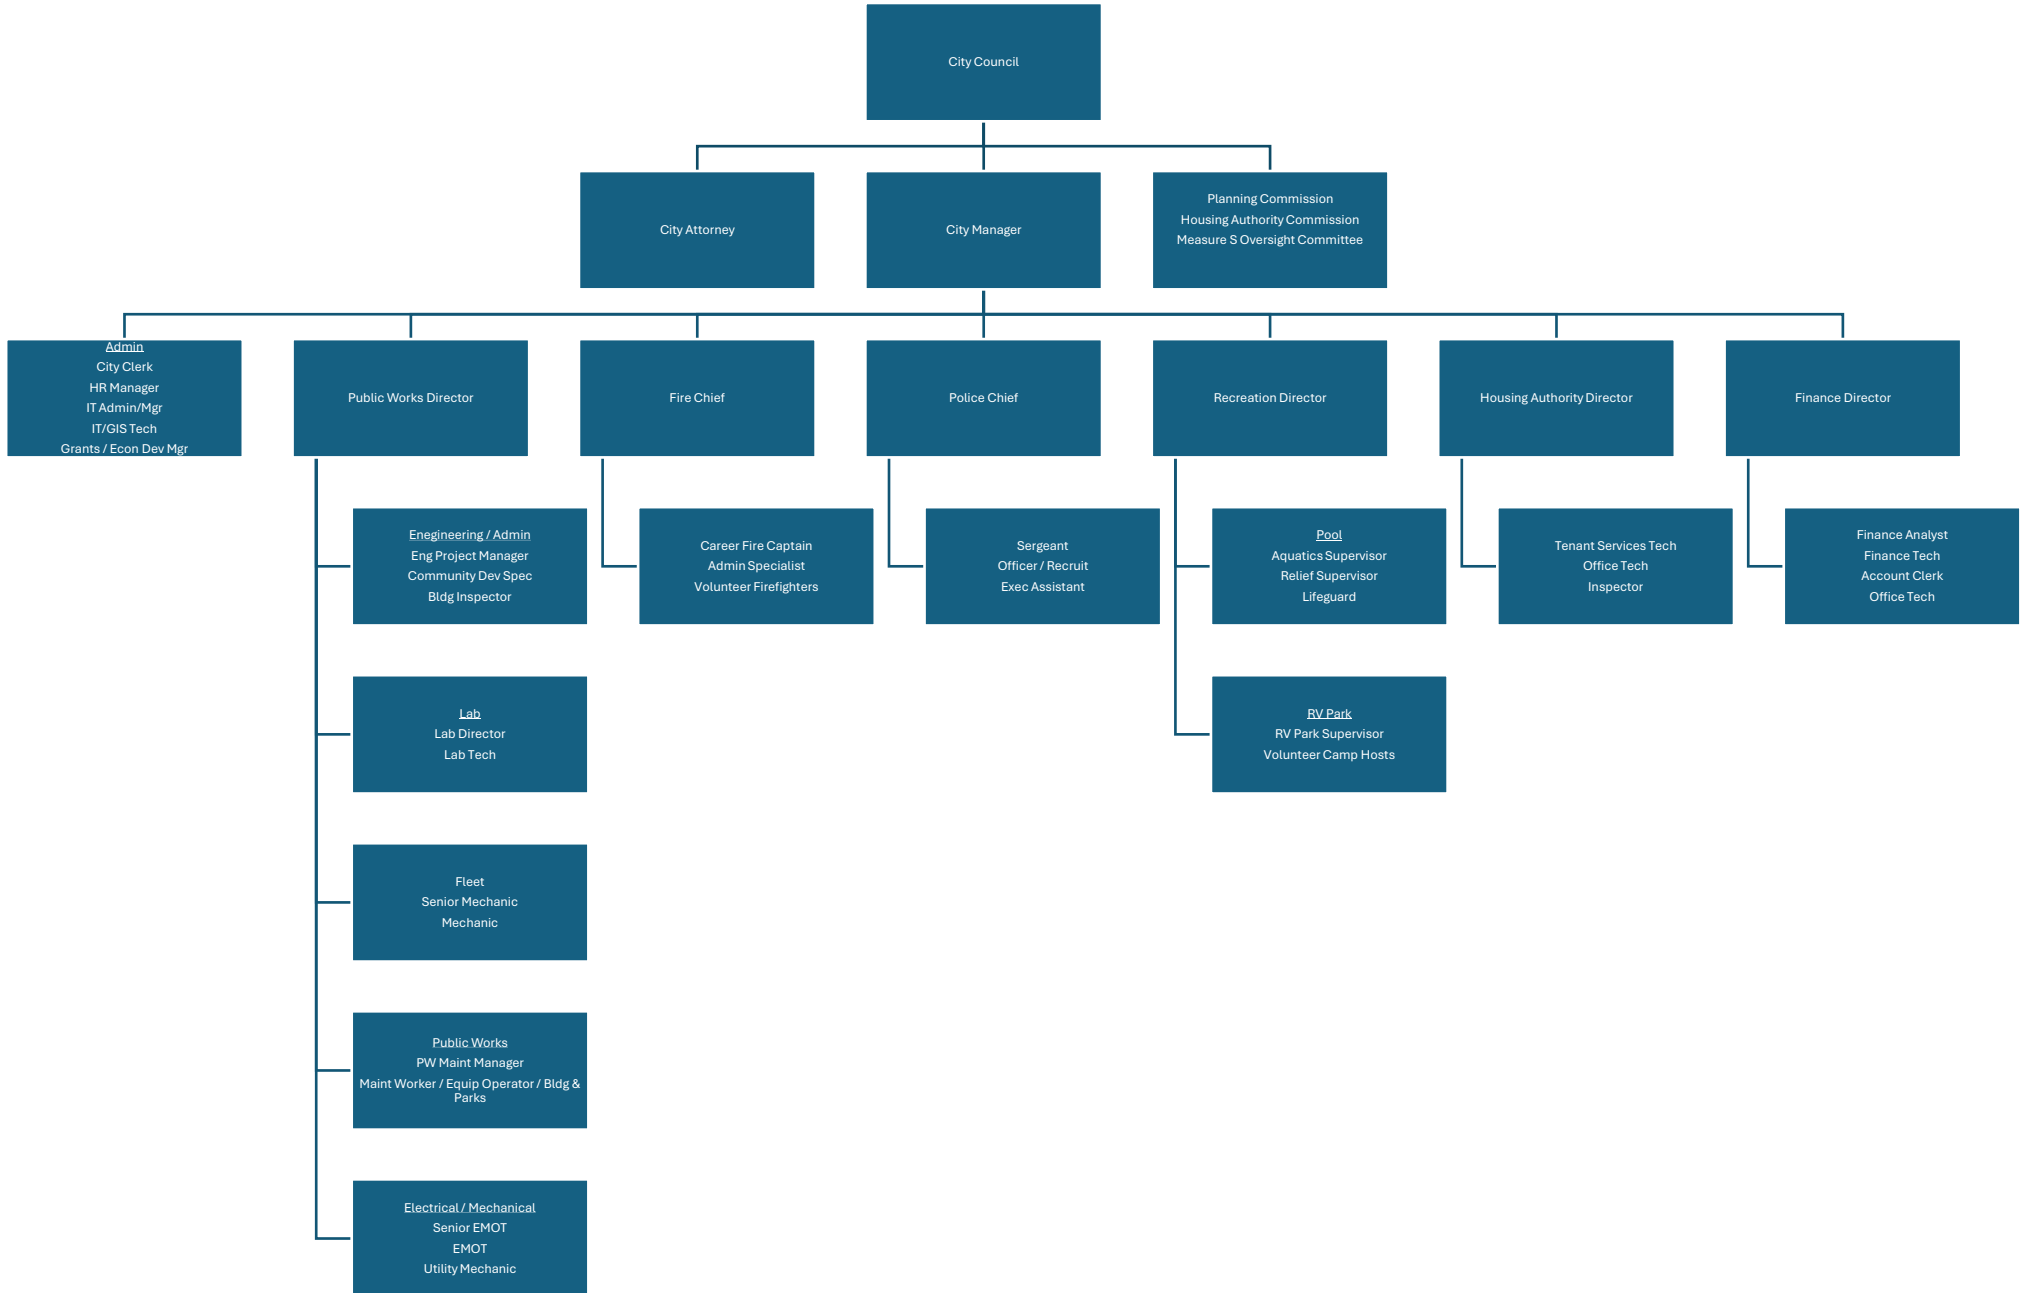 City Council
City Attorney
City Manager
Planning Commission
Housing Authority Commission
Measure S Oversight Committee
Admin
City Clerk
HR Manager
IT Admin/Mgr
IT/GIS Tech
Grants / Econ Dev Mgr
Public Works Director
Fire Chief
Police Chief
Recreation Director
Housing Authority Director
Finance Director
Enegineering / Admin
Eng Project Manager
Community Dev Spec
Bldg Inspector
Career Fire Captain
Admin Specialist
Volunteer Firefighters
Sergeant
Officer / Recruit
Exec Assistant
Pool
Aquatics Supervisor
Relief Supervisor
Lifeguard
Tenant Services Tech
Office Tech
Inspector
Finance Analyst
Finance Tech
Account Clerk
Office Tech
Lab
Lab Director
Lab Tech
RV Park
RV Park Supervisor
Volunteer Camp Hosts
Fleet
Senior Mechanic
Mechanic
Public Works
PW Maint Manager
Maint Worker / Equip Operator / Bldg &
Parks
Electrical / Mechanical
Senior EMOT
EMOT
Utility Mechanic